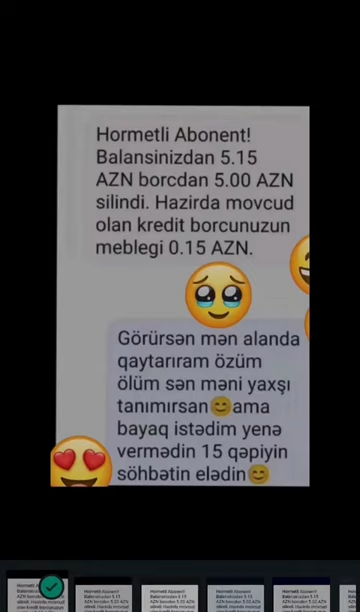 Hormetli Abonent!
Balansinizdan 5.15
AZN borcdan 5.00 AZN
silindi. Hazirda movcud
olan kredit borcunuzun
meblegi 0.15 AZN.
Görürsən mən alanda
qaytarıram özüm
ölüm sən məni yaxşı
tanımırsan😊ama
bayaq istədim yenə
vermədin 15 qəpiyin
söhbətin elədin😊